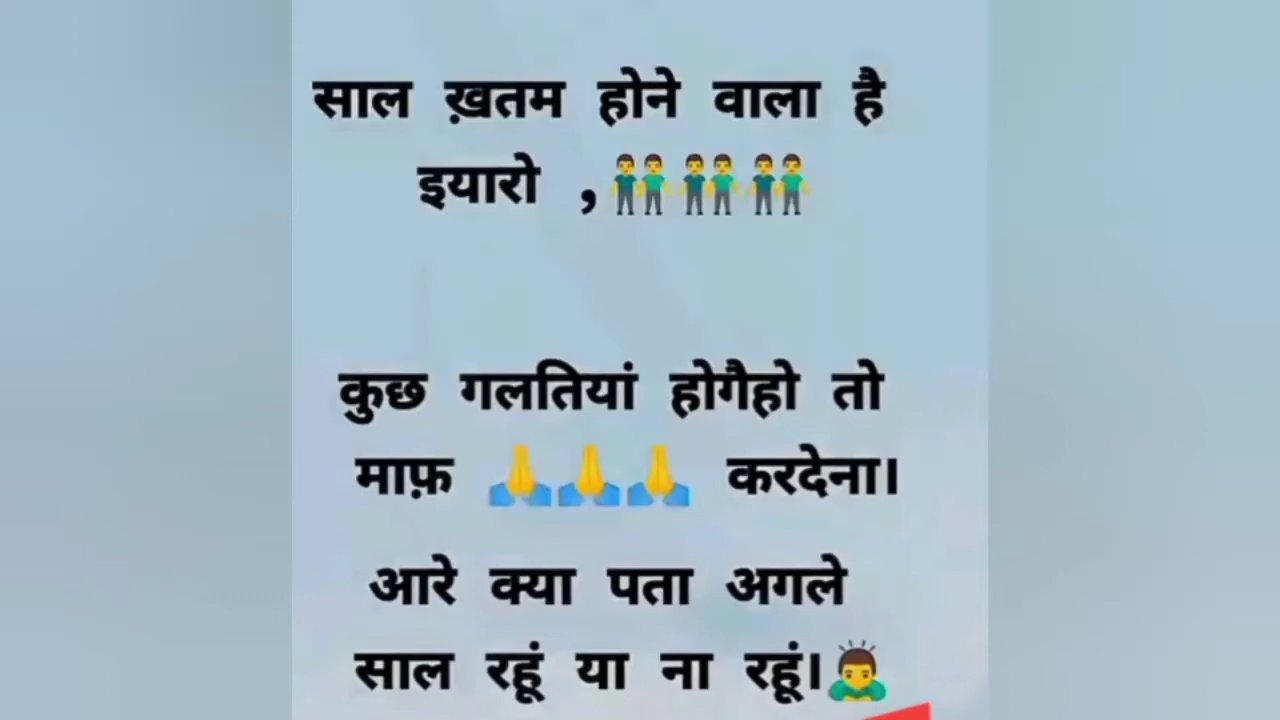 साल ख़तम होने वाला है
इयारो ,👬👬👬
कुछ गलतियां होगैहो तो
माफ़ 🙏🙏🙏 करदेना।
आरे क्या पता अगले
साल रहूं या ना रहूं।🙇‍♂️